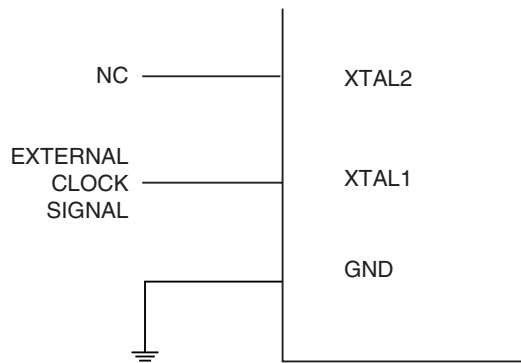 NC
XTAL2
EXTERNAL
CLOCK
SIGNAL
XTAL1
GND